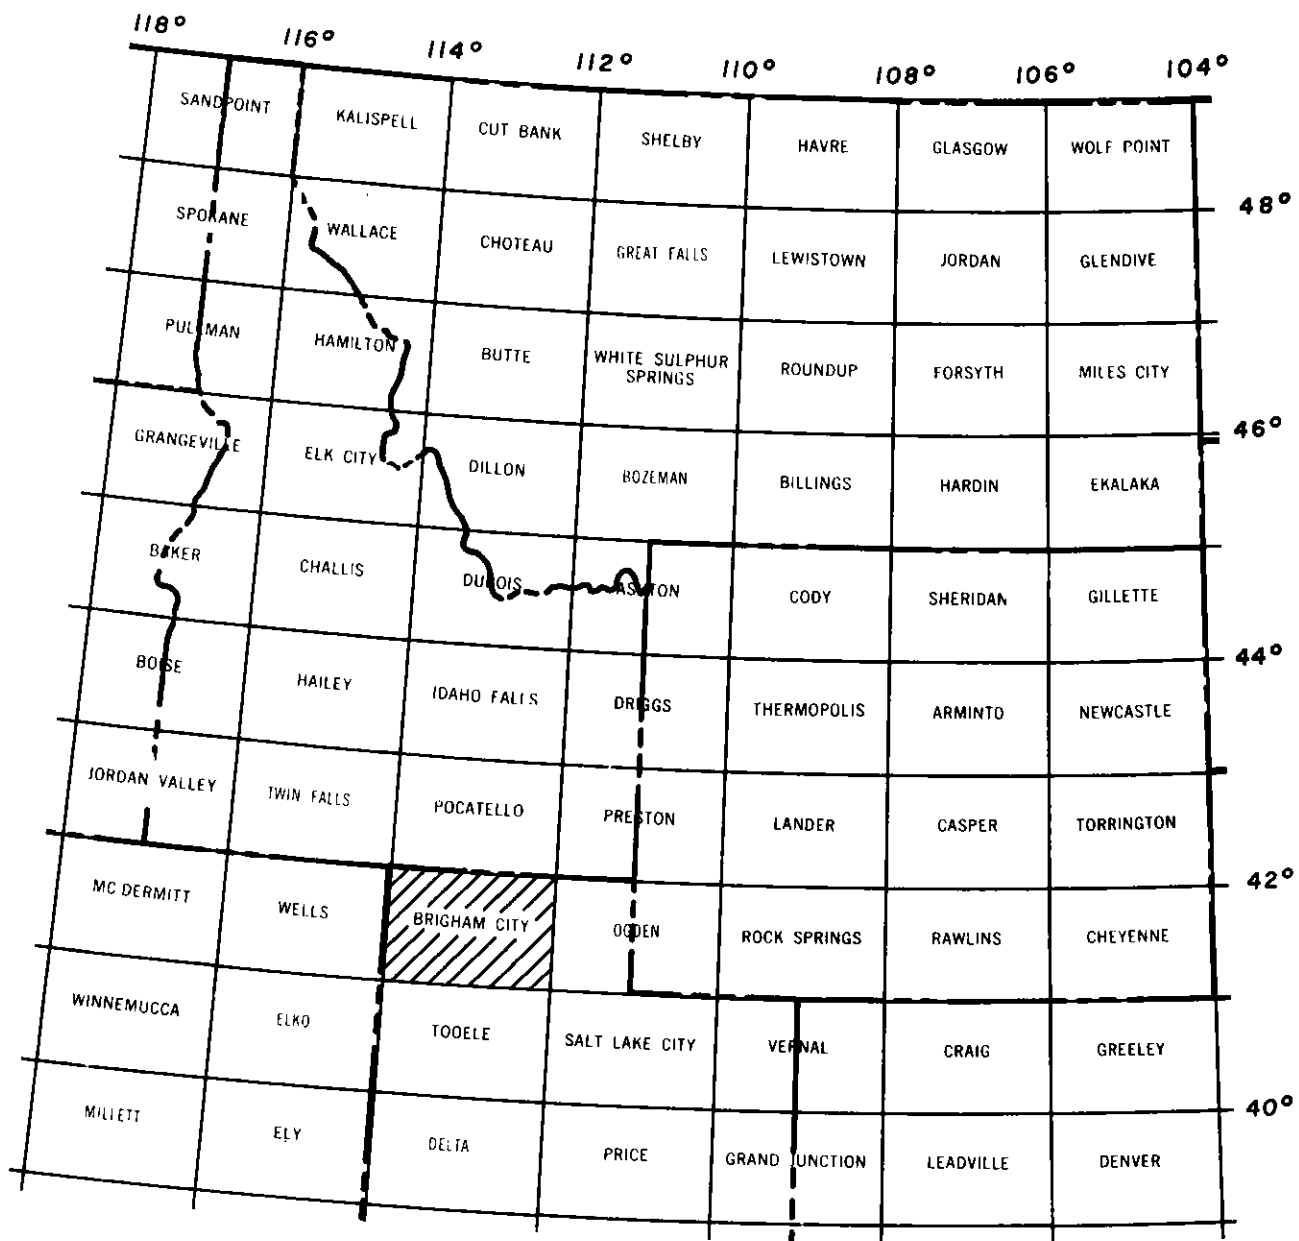 118° 116° 114° 112° 110° 108° 106° 104°
SANDPOINT KALISPELL CUT BANK SHELBY HAVRE GLASGOW WOLF POINT
48°
SPOKANE WALLACE CHOTEAU GREAT FALLS LEWISTOWN JORDAN GLENDIVE
PULLMAN HAMILTON BUTTE WHITE SULPHUR SPRINGS ROUNDUP FORSYTH MILES CITY
46°
GRANGEVILLE ELK CITY DILLON BOZEMAN BILLINGS HARDIN EKALAKA
BAKER CHALLIS DUBOIS ASHTON CODY SHERIDAN GILLETTE
44°
BOISE HAILEY IDAHO FALLS DRIGGS THERMOPOLIS ARMINTO NEWCASTLE
JORDAN VALLEY TWIN FALLS POCATELLO PRESTON LANDER CASPER TORRINGTON
42°
MC DERMITT WELLS BRIGHAM CITY OGDEN ROCK SPRINGS RAWLINS CHEYENNE
WINNEMUCCA ELKO TOOELE SALT LAKE CITY VERNAL CRAIG GREELEY
40°
MILLETT ELY DELTA PRICE GRAND JUNCTION LEADVILLE DENVER